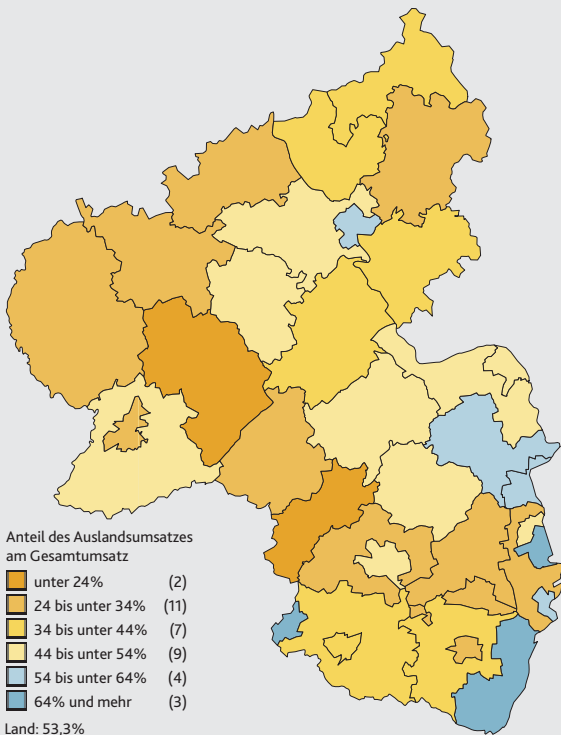 Anteil des Auslandsumsatzes
am Gesamtumsatz
unter 24% (2)
24 bis unter 34% (11)
34 bis unter 44% (7)
44 bis unter 54% (9)
54 bis unter 64% (4)
64% und mehr (3)
Land: 53,3%